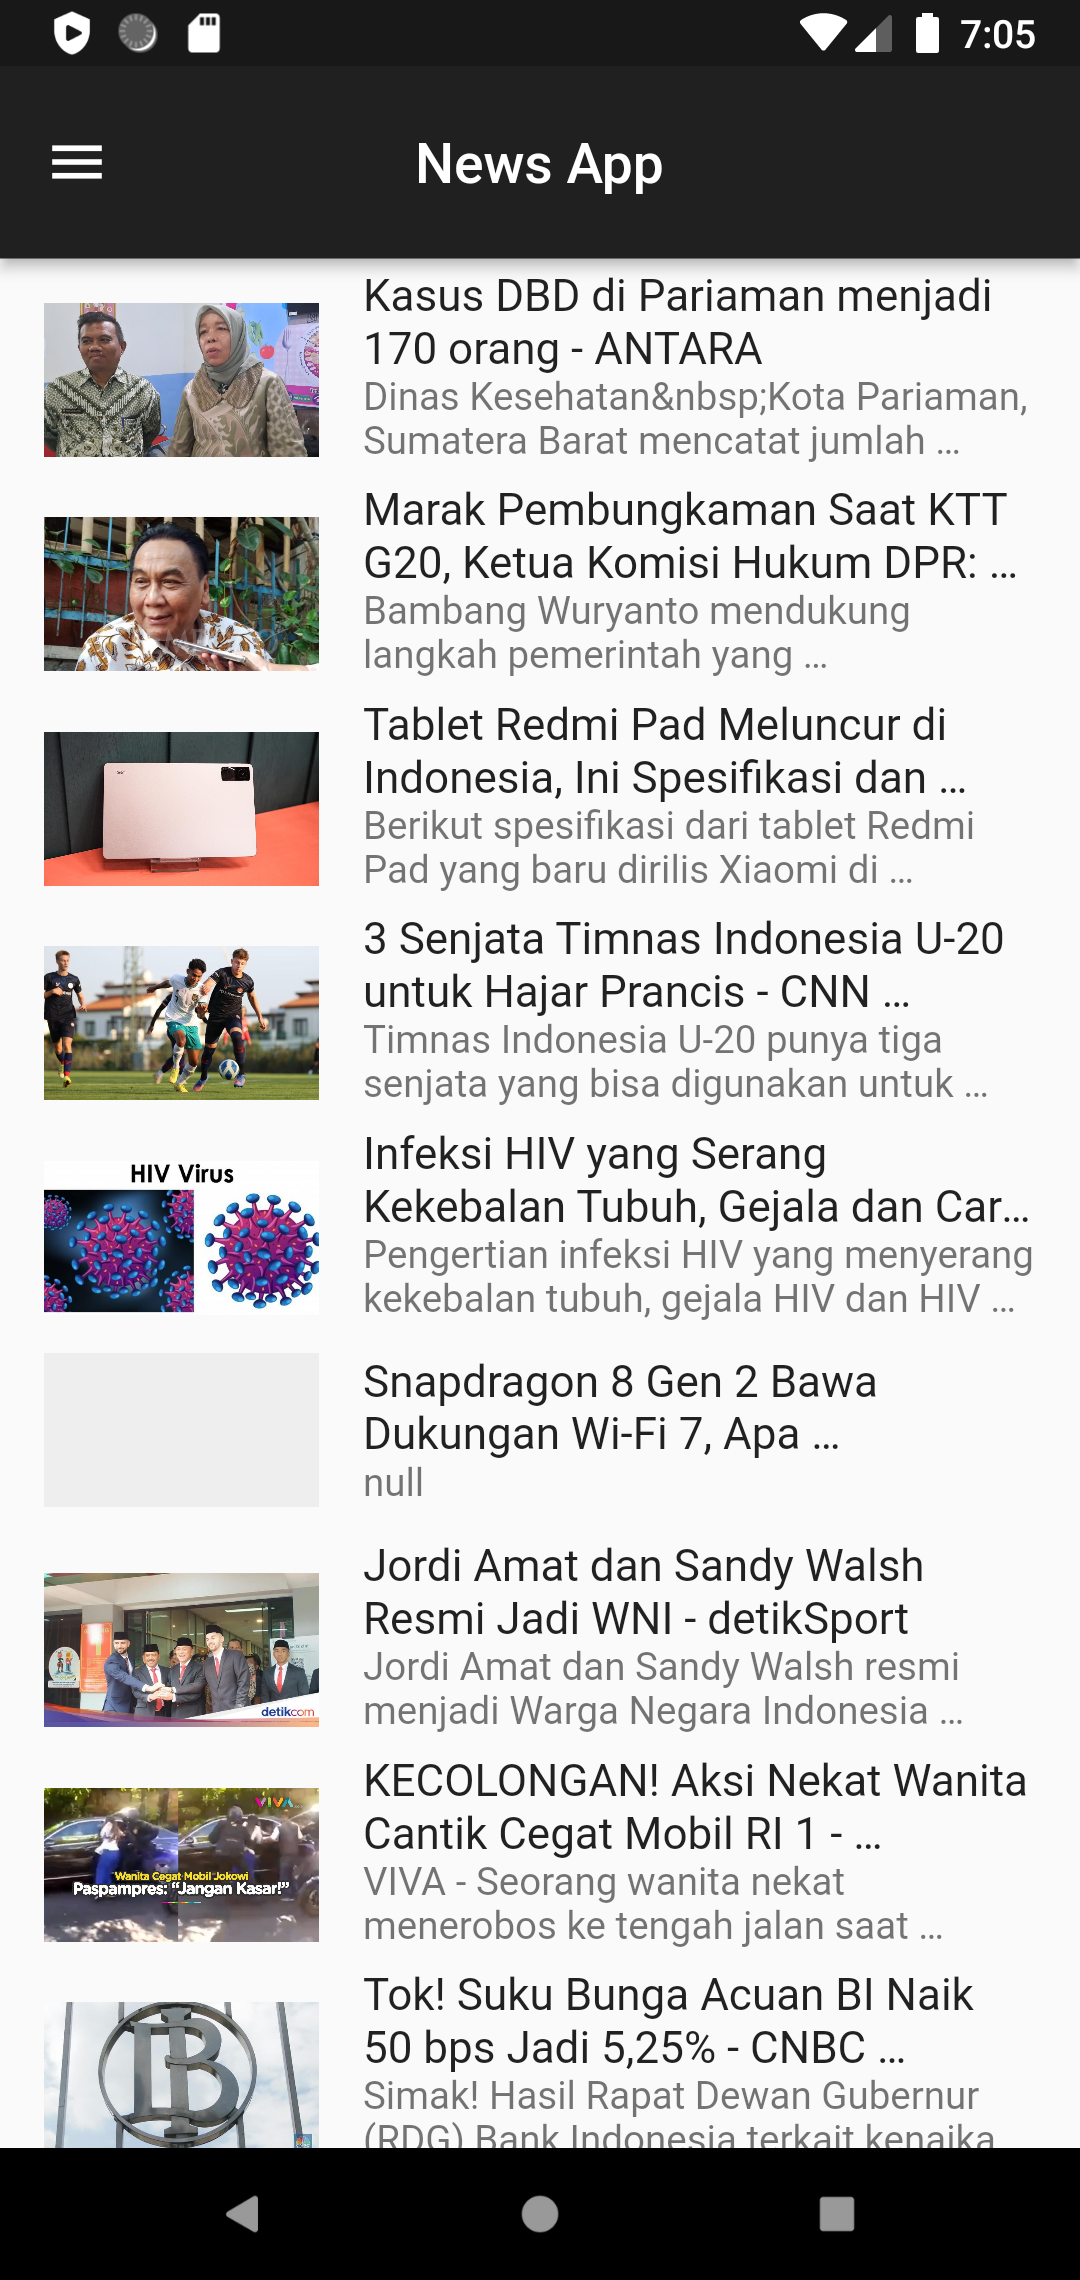 7:05
News App
Kasus DBD di Pariaman menjadi
170 orang - ANTARA
Dinas Kesehatan&nbsp;Kota Pariaman,
Sumatera Barat mencatat jumlah ...
Marak Pembungkaman Saat KTT
G20, Ketua Komisi Hukum DPR: ...
Bambang Wuryanto mendukung
langkah pemerintah yang ...
Tablet Redmi Pad Meluncur di
Indonesia, Ini Spesifikasi dan ...
Berikut spesifikasi dari tablet Redmi
Pad yang baru dirilis Xiaomi di ...
3 Senjata Timnas Indonesia U-20
untuk Hajar Prancis - CNN ...
Timnas Indonesia U-20 punya tiga
senjata yang bisa digunakan untuk ...
HIV Virus
Infeksi HIV yang Serang
Kekebalan Tubuh, Gejala dan Car...
Pengertian infeksi HIV yang menyerang
kekebalan tubuh, gejala HIV dan HIV ...
Snapdragon 8 Gen 2 Bawa
Dukungan Wi-Fi 7, Apa ...
null
detikcom
Jordi Amat dan Sandy Walsh
Resmi Jadi WNI - detikSport
Jordi Amat dan Sandy Walsh resmi
menjadi Warga Negara Indonesia ...
VIVA
Wanita Cegat Mobil Jokowi
Paspampres: “Jangan Kasar!”
KECOLONGAN! Aksi Nekat Wanita
Cantik Cegat Mobil RI 1 - ...
VIVA - Seorang wanita nekat
menerobos ke tengah jalan saat ...
Tok! Suku Bunga Acuan BI Naik
50 bps Jadi 5,25% - CNBC ...
Simak! Hasil Rapat Dewan Gubernur
(RDG) Bank Indonesia terkait kenaika